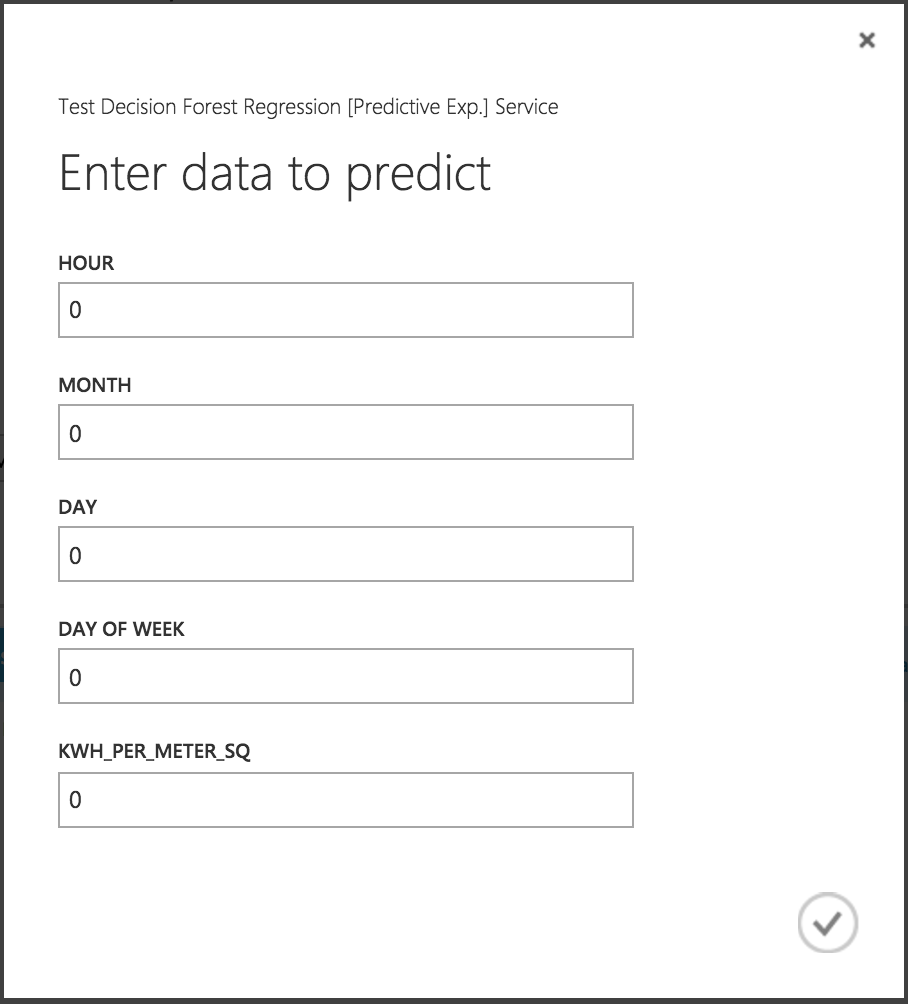 Test Decision Forest Regression [Predictive Exp.] Service
Enter data to predict
HOUR
0
MONTH
0
DAY
0
DAY OF WEEK
0
KWH_PER_METER_SQ
0